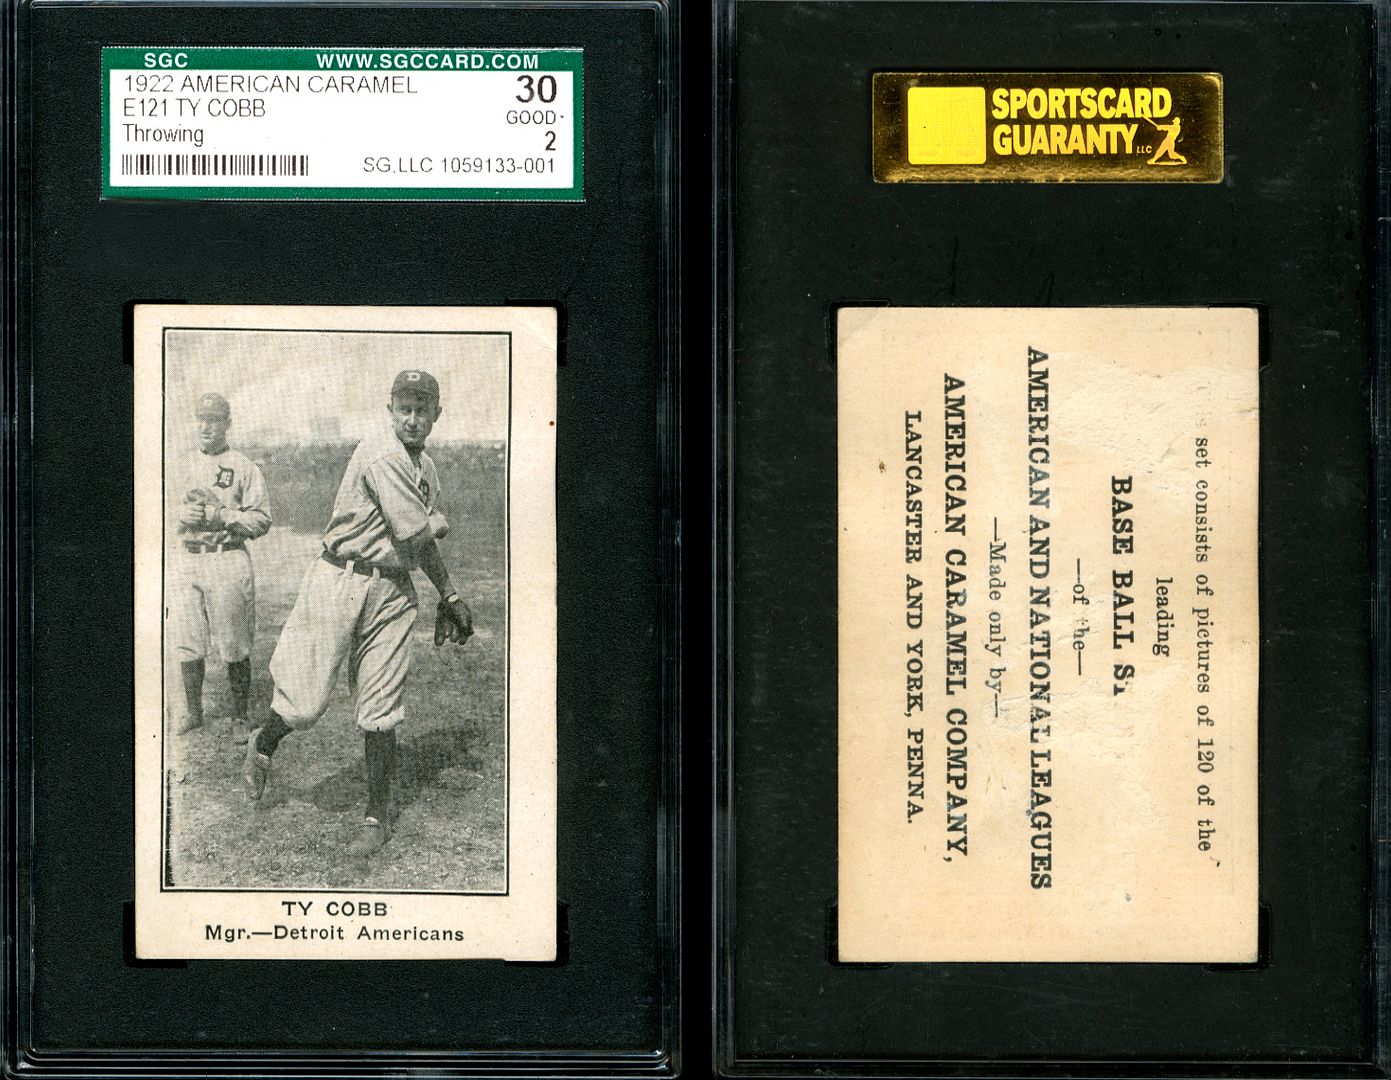 SGC WWW.SGCCARD.COM
1922 AMERICAN CARAMEL 30
E121 TY COBB GOOD
Throwing 2
SG,LLC 1059133-001
D
D
TY COBB
Mgr.—Detroit Americans
SPORTSCARD
GUARANTY LLC
set consists of pictures of 120 of the
leading
BASE BALL
—of the—
AMERICAN AND NATIONAL LEAGUES
—Made only by—
AMERICAN CARAMEL COMPANY,
LANCASTER AND YORK, PENNA.